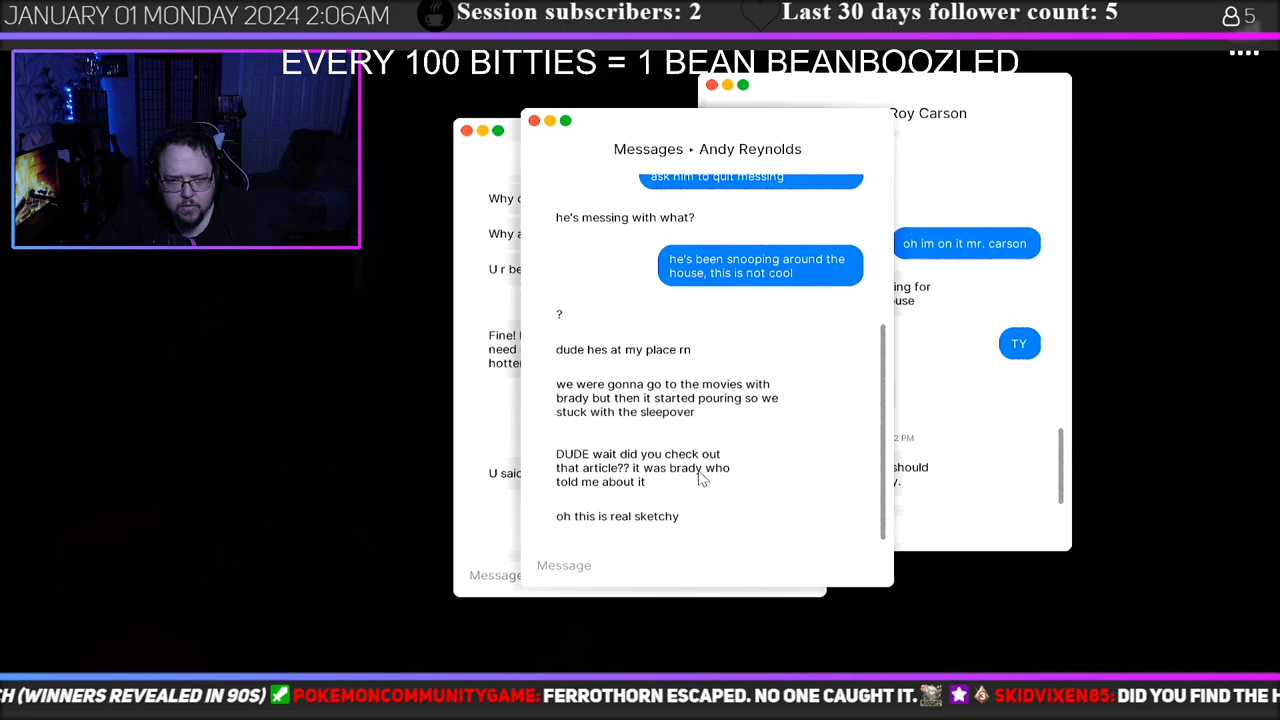 JANUARY 01 MONDAY 2024 2:06AM
Session subscribers: 2
Last 30 days follower count: 5
5
EVERY 100 BITTIES = 1 BEAN BEANBOOZLED
Roy Carson
Messages ▸ Andy Reynolds
ask him to quit messing
he's messing with what?
he's been snooping around the
house, this is not cool
?
dude hes at my place rn
we were gonna go to the movies with
brady but then it started pouring so we
stuck with the sleepover
DUDE wait did you check out
that article?? it was brady who
told me about it
oh this is real sketchy
Message
Why
Why
U r
Fine!
need
U said
Message
oh im on it mr. carson
for
TY
PM
should
(WINNERS REVEALED IN 90S) POKEMONCOMMUNITYGAME: FERROTHORN ESCAPED. NO ONE CAUGHT IT. SKIDVIXEN85: DID YOU FIND THE